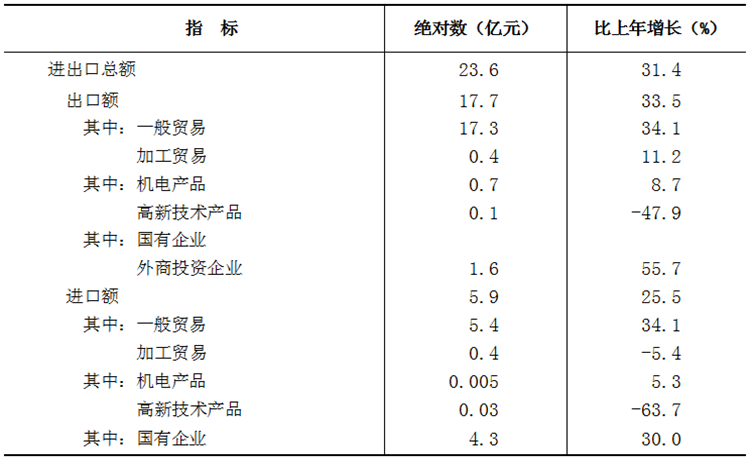 指 标 绝对数（亿元） 比上年增长（%）
进出口总额 23.6 31.4
出口额 17.7 33.5
其中：一般贸易 17.3 34.1
加工贸易 0.4 11.2
其中：机电产品 0.7 8.7
高新技术产品 0.1 -47.9
其中：国有企业
外商投资企业 1.6 55.7
进口额 5.9 25.5
其中：一般贸易 5.4 34.1
加工贸易 0.4 -5.4
其中：机电产品 0.005 5.3
高新技术产品 0.03 -63.7
其中：国有企业 4.3 30.0